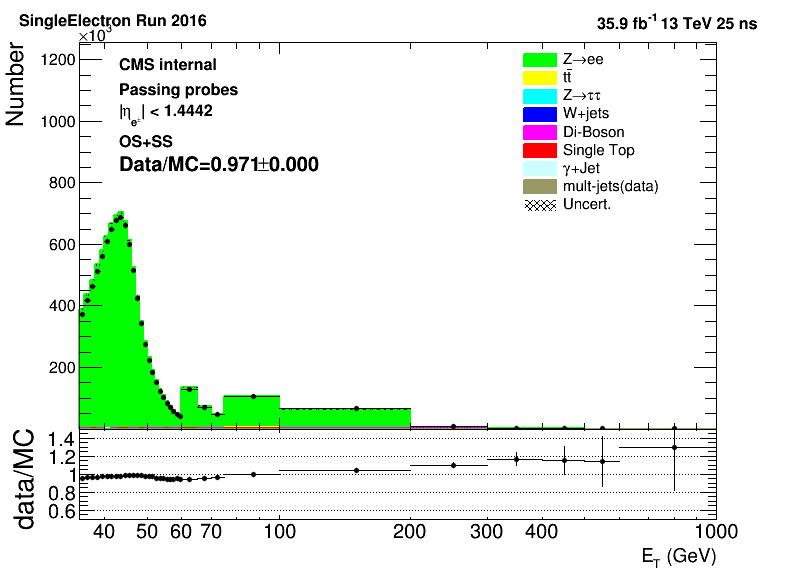 SingleElectron Run 2016
35.9 fb⁻¹ 13 TeV 25 ns
×10³
Number
CMS internal
Passing probes
|η_e±| < 1.4442
OS+SS
Data/MC=0.971±0.000
Z→ee
tt̄
Z→ττ
W+jets
Di-Boson
Single Top
γ+Jet
mult-jets(data)
Uncert.
1200
1000
800
600
400
200
data/MC
1.4
1.2
1
0.8
0.6
40 50 60 70 100 200 300 400 1000
E_T (GeV)